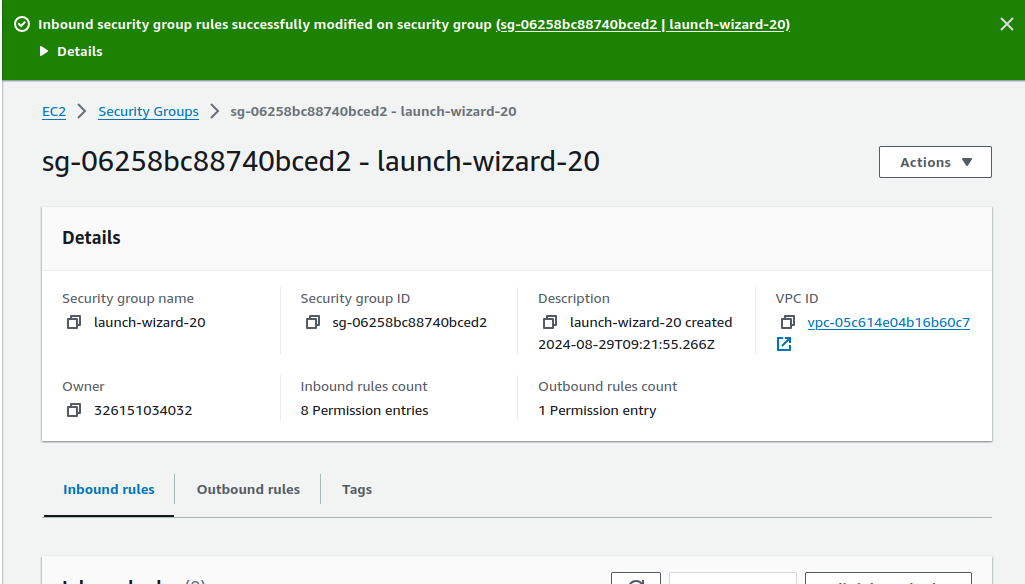 Inbound security group rules successfully modified on security group (sg-06258bc88740bced2 | launch-wizard-20)
Details
EC2 > Security Groups > sg-06258bc88740bced2 - launch-wizard-20
sg-06258bc88740bced2 - launch-wizard-20
Actions
Details
Security group name
launch-wizard-20
Security group ID
sg-06258bc88740bced2
Description
launch-wizard-20 created
2024-08-29T09:21:55.266Z
VPC ID
vpc-05c614e04b16b60c7
Owner
326151034032
Inbound rules count
8 Permission entries
Outbound rules count
1 Permission entry
Inbound rules
Outbound rules
Tags